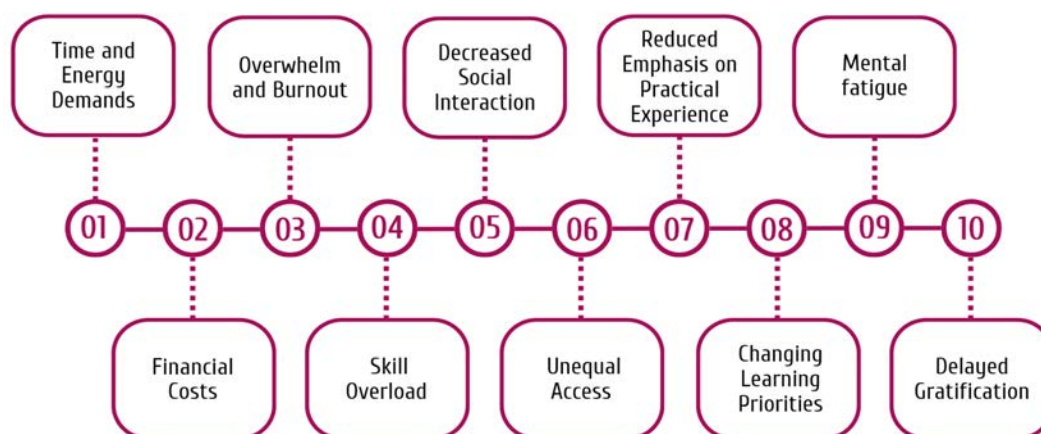 Time and
Energy
Demands
Overwhelm
and Burnout
Decreased
Social
Interaction
Reduced
Emphasis on
Practical
Experience
Mental
fatigue
01
02
03
04
05
06
07
08
09
10
Financial
Costs
Skill
Overload
Unequal
Access
Changing
Learning
Priorities
Delayed
Gratification